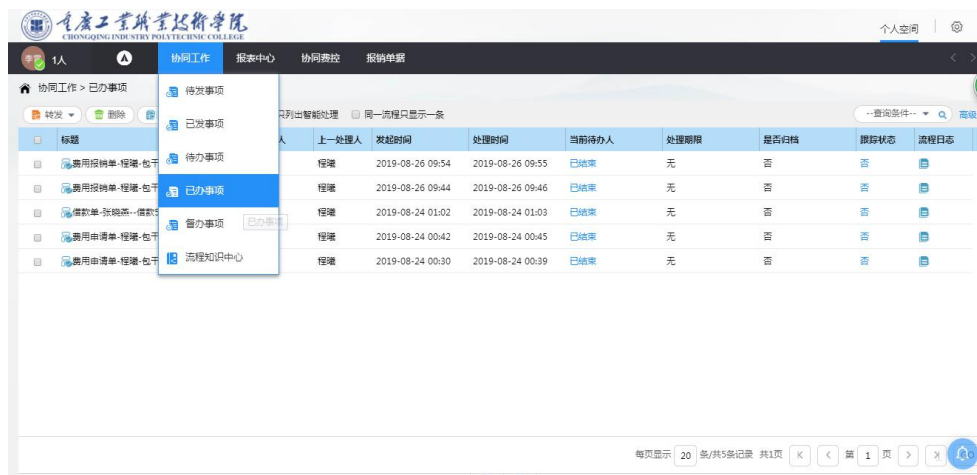 重庆工业职业技术学院
CHONGQING INDUSTRY POLYTECHNIC COLLEGE
个人空间
1人 协同工作 报表中心 协同费控 报销单据
协同工作 > 已办事项
转发 删除 只列出智能处理 同一流程只显示一条 --查询条件-- 高级
标题 人 上一处理人 发起时间 处理时间 当前待办人 处理期限 是否归档 跟踪状态 流程日志
费用报销单-程曦-包干 程曦 2019-08-26 09:54 2019-08-26 09:55 已结束 无 否 否
费用报销单-程曦-包干 程曦 2019-08-26 09:44 2019-08-26 09:46 已结束 无 否 否
借款单-张晓燕--借款5 程曦 2019-08-24 01:02 2019-08-24 01:03 已结束 无 否 否
费用申请单-程曦-包干 程曦 2019-08-24 00:42 2019-08-24 00:45 已结束 无 否 否
费用申请单-程曦-包干 程曦 2019-08-24 00:30 2019-08-24 00:39 已结束 无 否 否
待发事项
已发事项
待办事项
已办事项
督办事项
已办事项
流程知识中心
每页显示 20 条/共5条记录 共1页 第 1 页